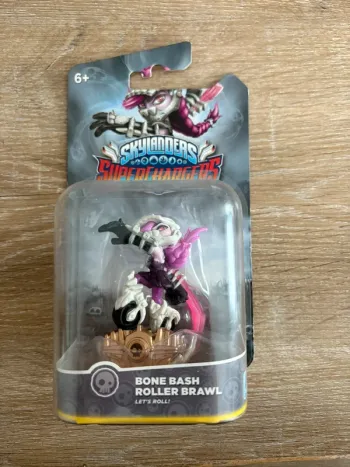 6+
SKYLANDERS
SUPERCHARGERS
BONE BASH
ROLLER BRAWL
LET'S ROLL!